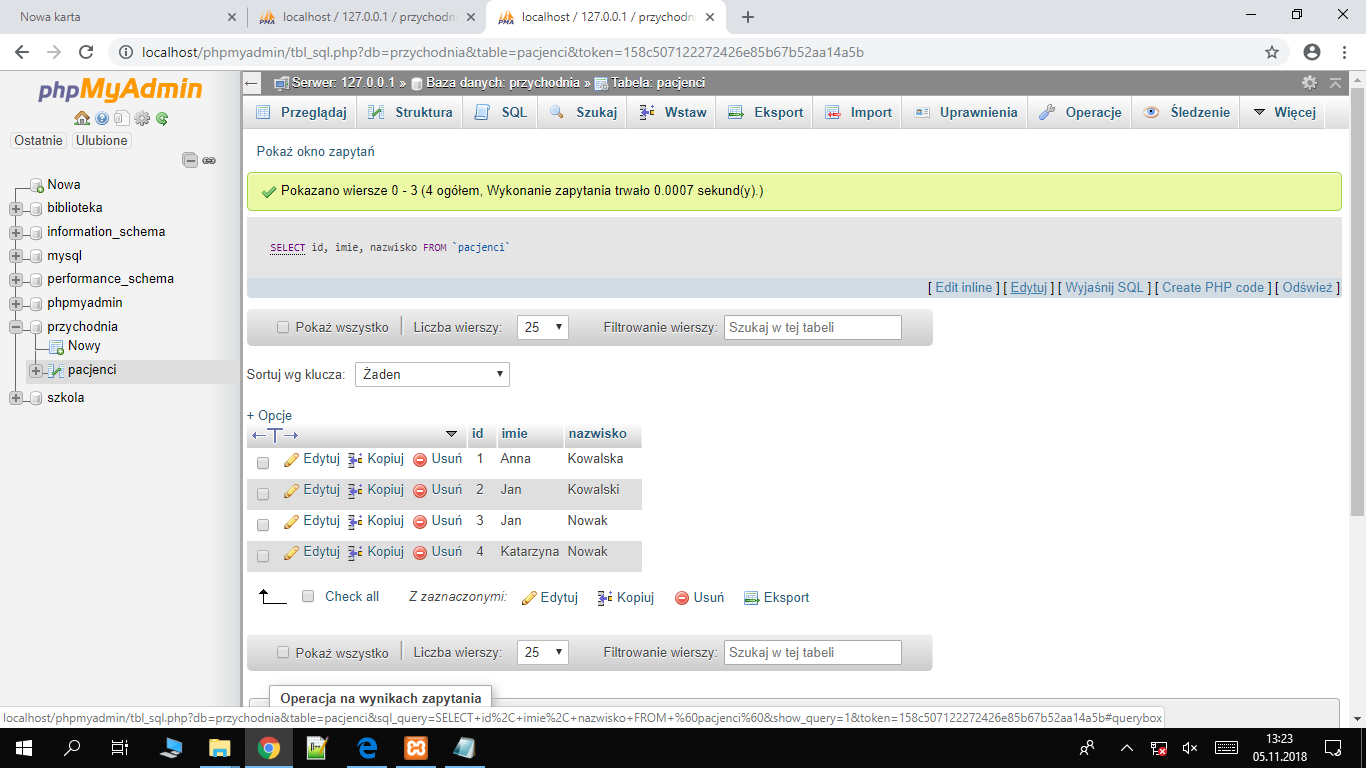 Nowa karta
localhost / 127.0.0.1 / przychodni
localhost / 127.0.0.1 / przychodni
localhost/phpmyadmin/tbl_sql.php?db=przychodnia&table=pacjenci&token=158c507122272426e85b67b52aa14a5b
phpMyAdmin
Ostatnie Ulubione
Nowa
biblioteka
information_schema
mysql
performance_schema
phpmyadmin
przychodnia
Nowy
pacjenci
szkola
Serwer: 127.0.0.1 » Baza danych: przychodnia » Tabela: pacjenci
Przeglądaj Struktura SQL Szukaj Wstaw Eksport Import Uprawnienia Operacje Śledzenie Więcej
Pokaż okno zapytań
Pokazano wiersze 0 - 3 (4 ogółem, Wykonanie zapytania trwało 0.0007 sekund(y).)
SELECT id, imie, nazwisko FROM `pacjenci`
[ Edit inline ] [ Edytuj ] [ Wyjaśnij SQL ] [ Create PHP code ] [ Odśwież ]
Pokaż wszystko Liczba wierszy: 25 Filtrowanie wierszy: Szukaj w tej tabeli
Sortuj wg klucza: Żaden
+ Opcje
←T→ id imie nazwisko
Edytuj Kopiuj Usuń 1 Anna Kowalska
Edytuj Kopiuj Usuń 2 Jan Kowalski
Edytuj Kopiuj Usuń 3 Jan Nowak
Edytuj Kopiuj Usuń 4 Katarzyna Nowak
Check all Z zaznaczonymi: Edytuj Kopiuj Usuń Eksport
Pokaż wszystko Liczba wierszy: 25 Filtrowanie wierszy: Szukaj w tej tabeli
Operacja na wynikach zapytania
localhost/phpmyadmin/tbl_sql.php?db=przychodnia&table=pacjenci&sql_query=SELECT+id%2C+imie%2C+nazwisko+FROM+%60pacjenci%60&show_query=1&token=158c507122272426e85b67b52aa14a5b#querybox
13:23
05.11.2018